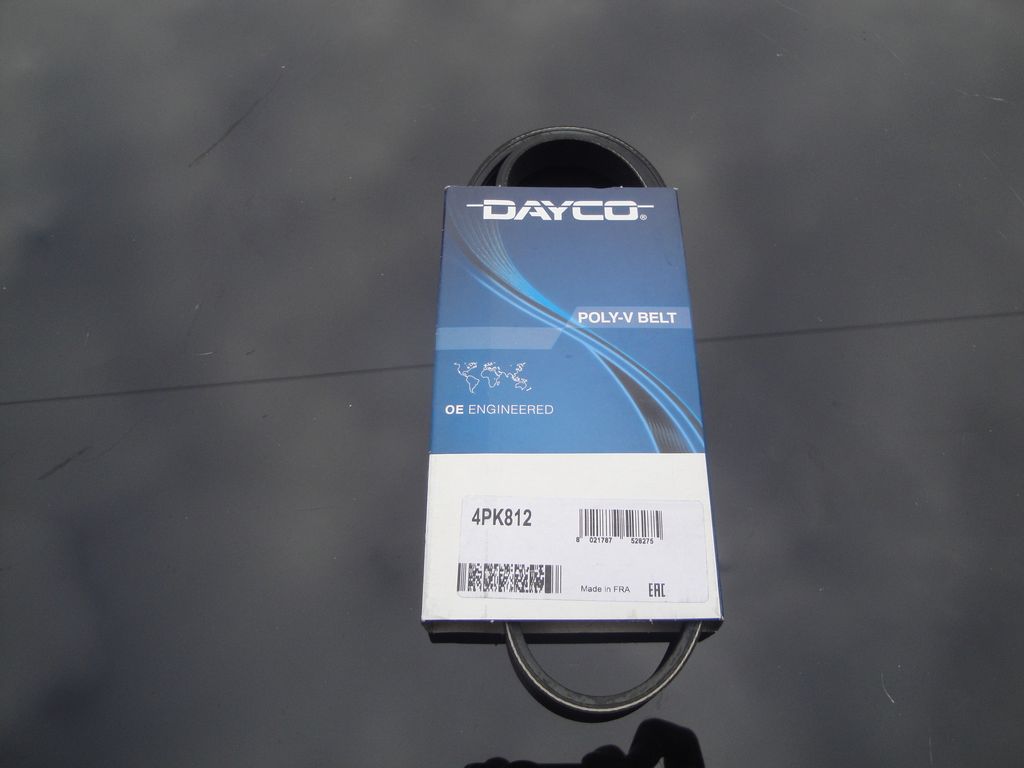 DAYCO®
POLY-V BELT
OE ENGINEERED
4PK812
8 021787 528275
Made in FRA
EAC